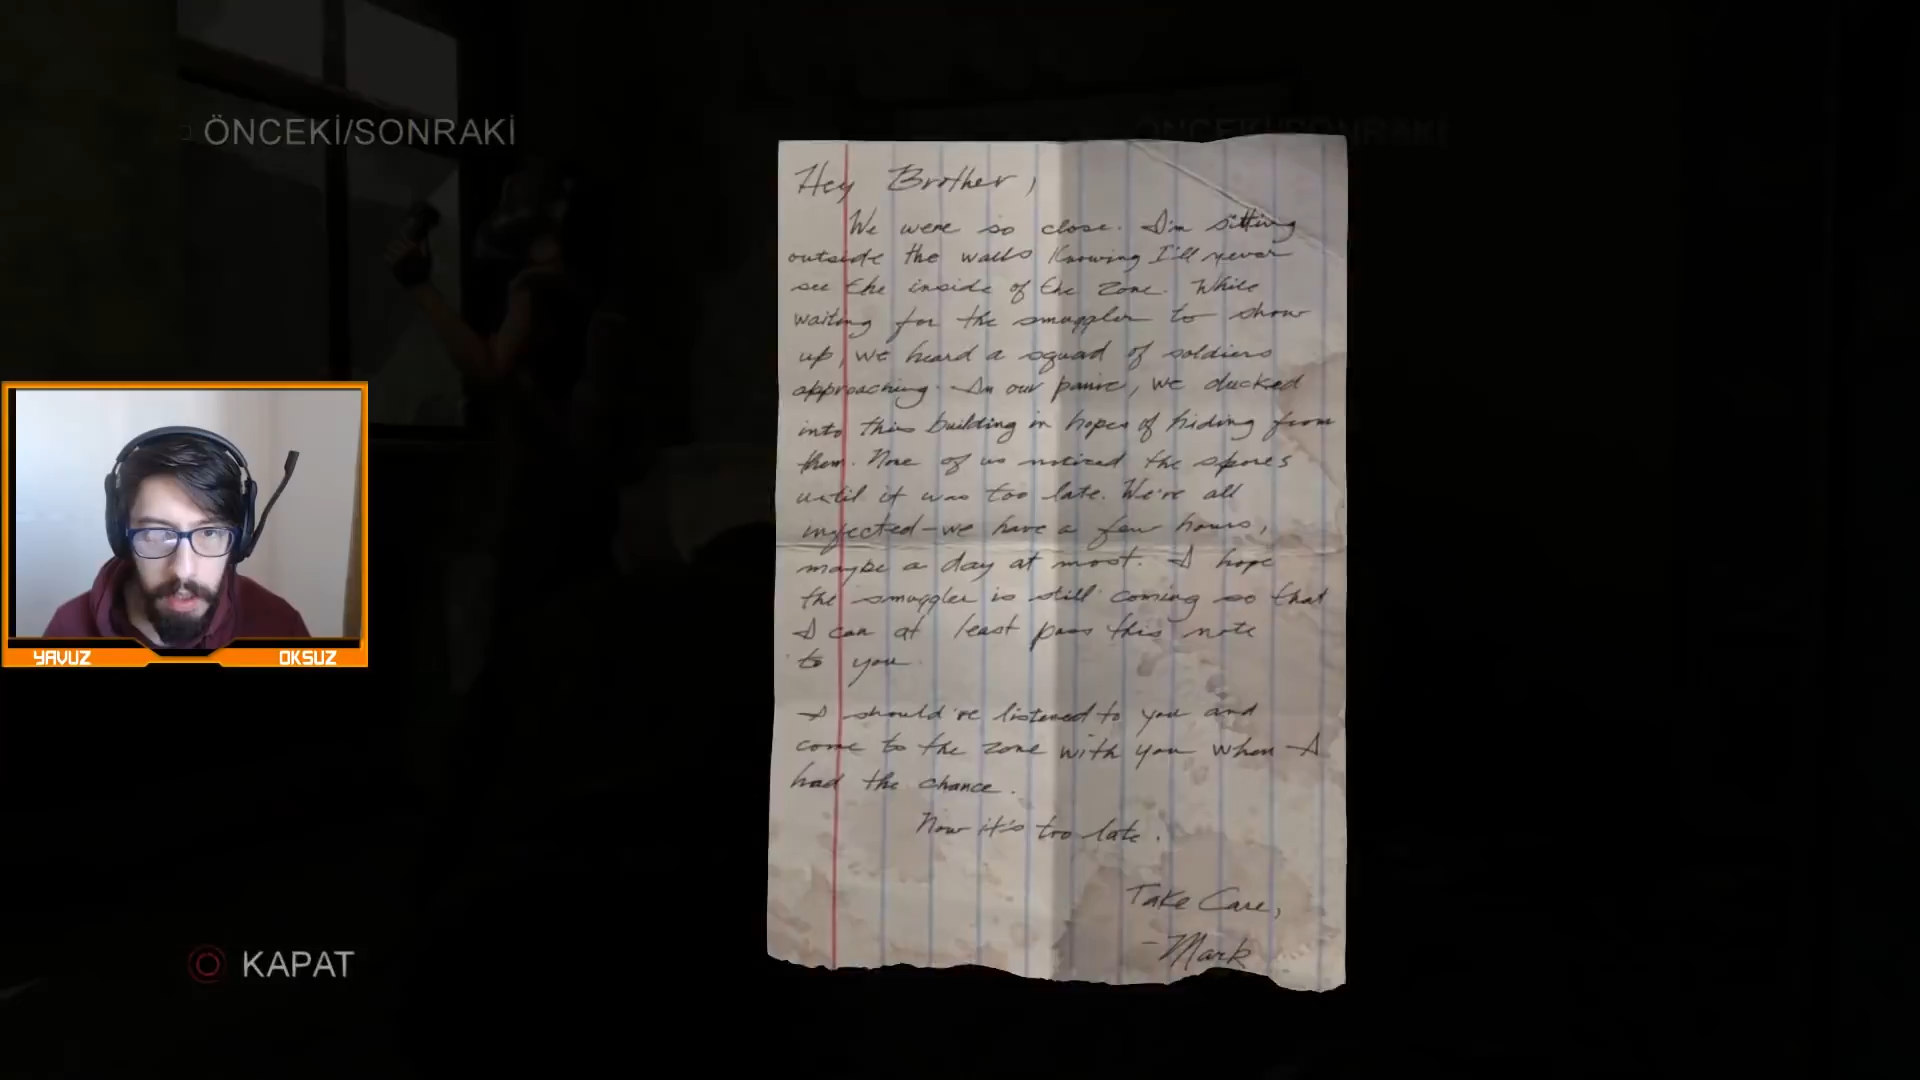 ÖNCEKİ/SONRAKİ
ÖNCEKİ/SONRAKİ
Hey Brother,
We were so close. I'm sitting
outside the walls knowing I'll never
see the inside of the zone. While
waiting for the smuggler to show
up, we heard a squad of soldiers
approaching. In our panic, we ducked
into this building in hopes of hiding from
them. None of us noticed the spores
until it was too late. We're all
infected - we have a few hours,
maybe a day at most. I hope
the smuggler is still coming so that
I can at least pass this note
to you.
I should've listened to you and
come to the zone with you when I
had the chance.
Now it's too late.
Take Care,
-Mark
YAVUZ OKSUZ
KAPAT